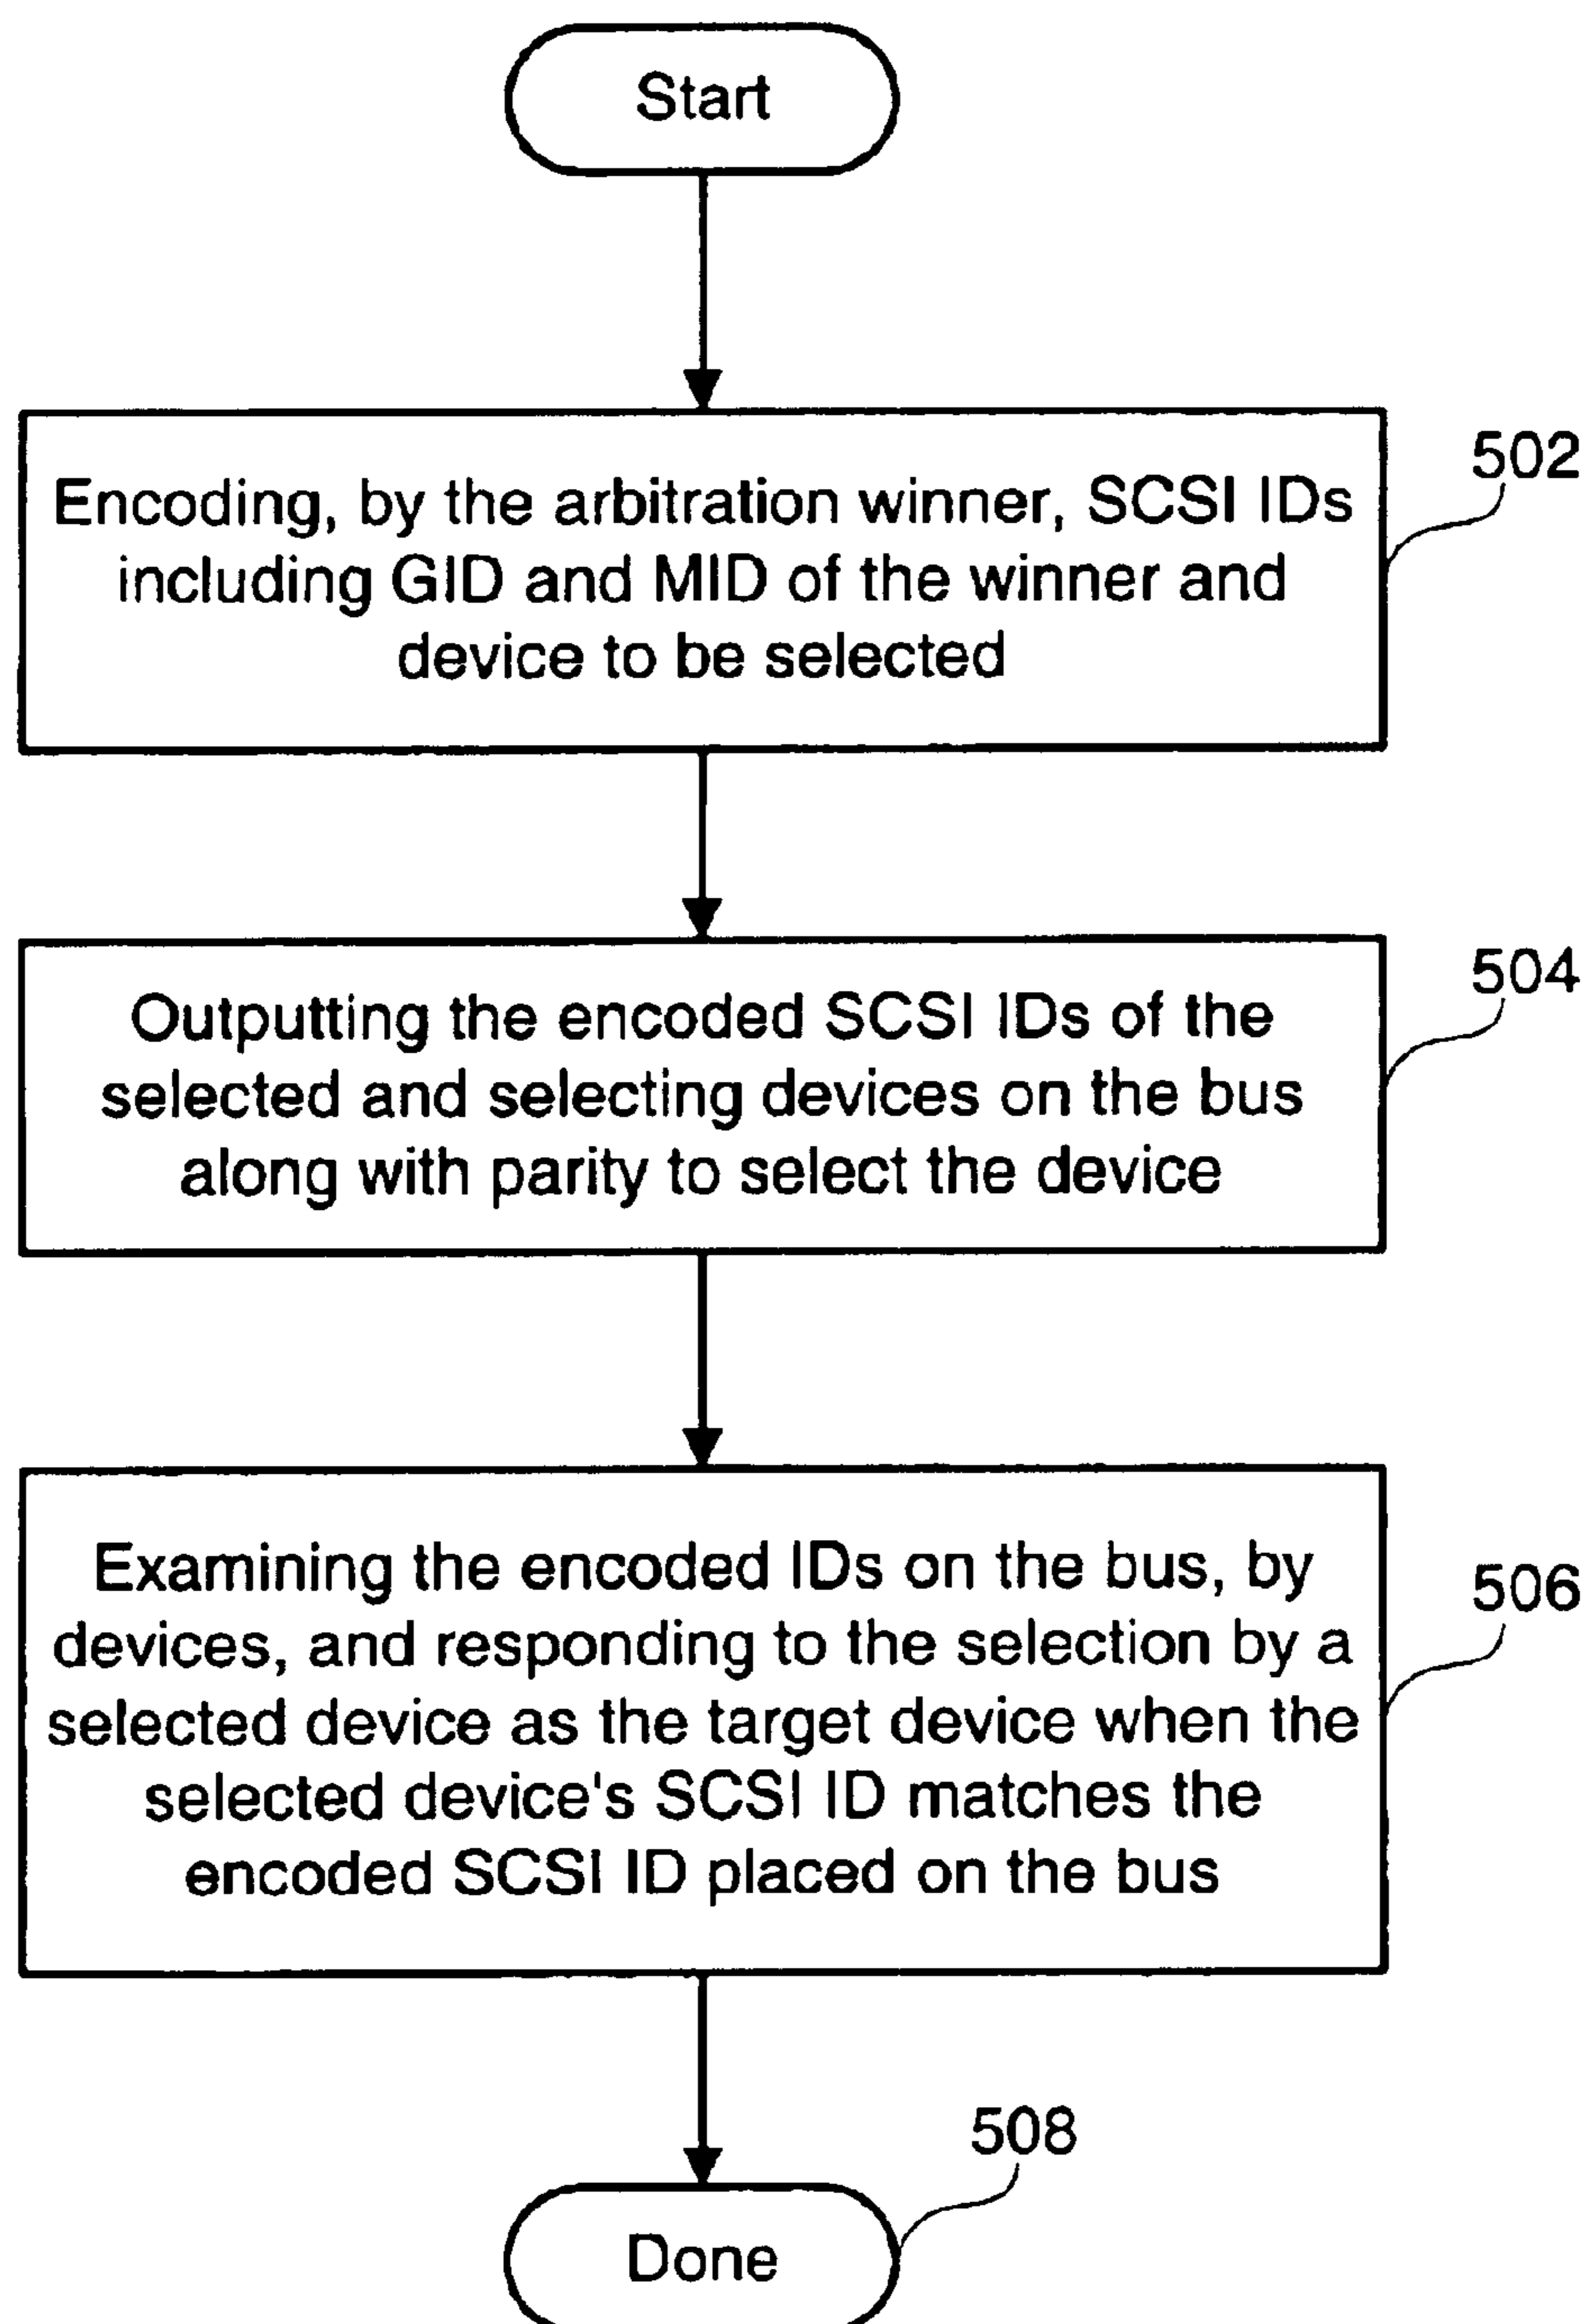 Start
502
Encoding, by the arbitration winner, SCSI IDs
including GID and MID of the winner and
device to be selected
504
Outputting the encoded SCSI IDs of the
selected and selecting devices on the bus
along with parity to select the device
506
Examining the encoded IDs on the bus, by
devices, and responding to the selection by a
selected device as the target device when the
selected device's SCSI ID matches the
encoded SCSI ID placed on the bus
508
Done